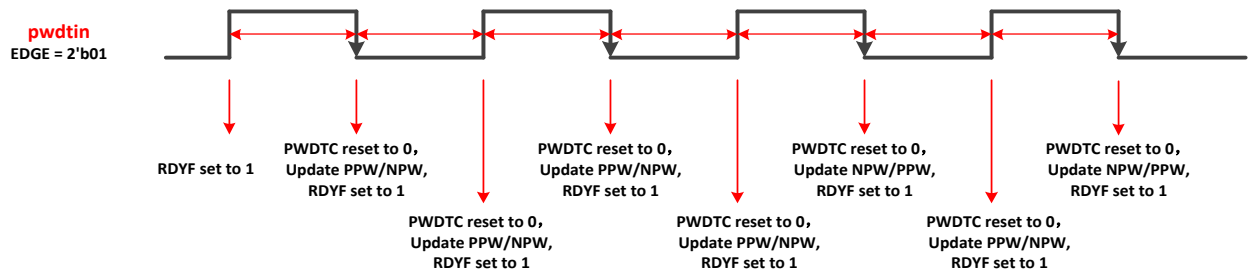 pwdtin
EDGE = 2'b01
RDYF set to 1
PWDTC reset to 0，
Update PPW/NPW,
RDYF set to 1
PWDTC reset to 0，
Update PPW/NPW,
RDYF set to 1
PWDTC reset to 0，
Update PPW/NPW,
RDYF set to 1
PWDTC reset to 0，
Update PPW/NPW,
RDYF set to 1
PWDTC reset to 0，
Update NPW/PPW,
RDYF set to 1
PWDTC reset to 0，
Update PPW/NPW,
RDYF set to 1
PWDTC reset to 0，
Update NPW/PPW,
RDYF set to 1